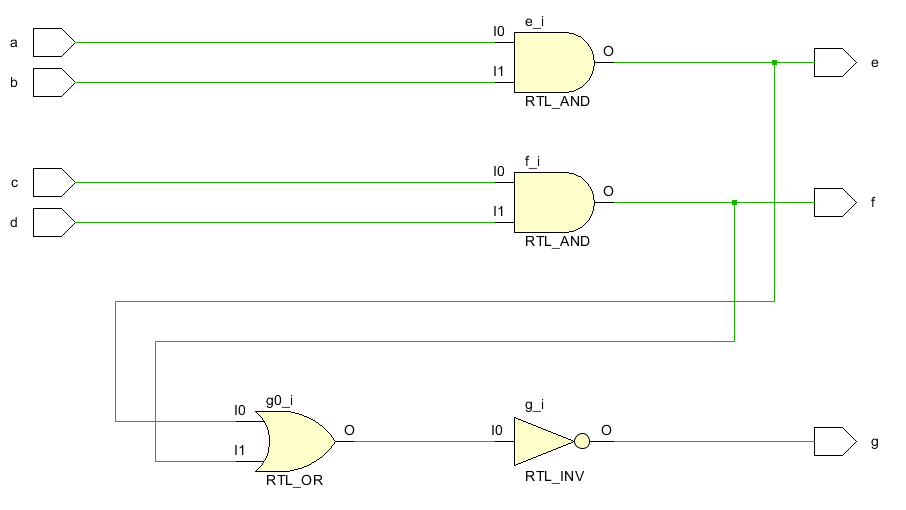 e_i
a
I0
O
b
I1
e
RTL_AND
f_i
c
I0
O
d
I1
f
RTL_AND
g0_i
g_i
I0
O
I0
O
I1
g
RTL_OR
RTL_INV